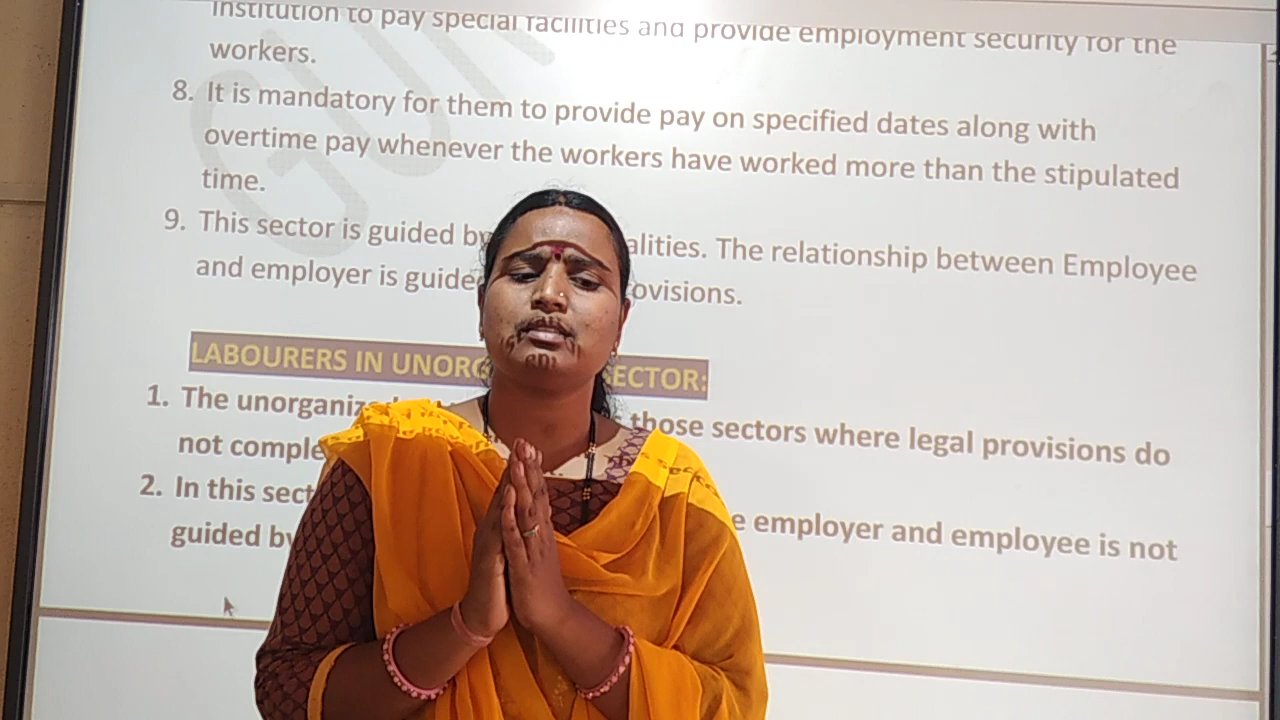 institution to pay special facilities and provide employment security for the
workers.
8. It is mandatory for them to provide pay on specified dates along with
overtime pay whenever the workers have worked more than the stipulated
time.
9. This sector is guided by alities. The relationship between Employee
and employer is guide ovisions.
LABOURERS IN UNORG ECTOR:
1. The unorganiz those sectors where legal provisions do
not comple
2. In this sect e employer and employee is not
guided by